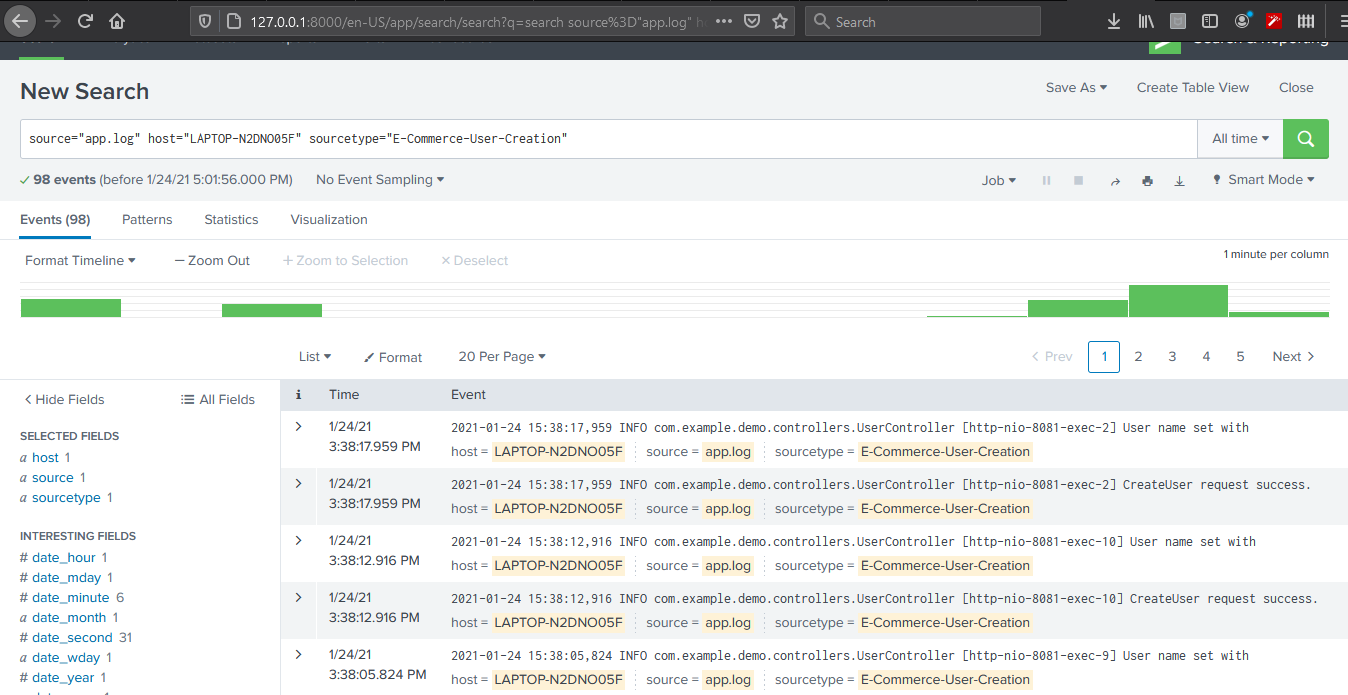 127.0.0.1:8000/en-US/app/search/search?q=search source%3D"app.log" h
Search
New Search
Save As
Create Table View
Close
source="app.log" host="LAPTOP-N2DNO05F" sourcetype="E-Commerce-User-Creation"
All time
98 events (before 1/24/21 5:01:56.000 PM)
No Event Sampling
Job
Smart Mode
Events (98)
Patterns
Statistics
Visualization
Format Timeline
— Zoom Out
+ Zoom to Selection
× Deselect
1 minute per column
List
Format
20 Per Page
< Prev
1
2
3
4
5
Next >
< Hide Fields
All Fields
i
Time
Event
SELECTED FIELDS
a host 1
a source 1
a sourcetype 1
INTERESTING FIELDS
# date_hour 1
# date_mday 1
# date_minute 6
a date_month 1
# date_second 31
a date_wday 1
# date_year 1
> 1/24/21
3:38:17.959 PM
2021-01-24 15:38:17,959 INFO com.example.demo.controllers.UserController [http-nio-8081-exec-2] User name set with
host = LAPTOP-N2DNO05F source = app.log sourcetype = E-Commerce-User-Creation
> 1/24/21
3:38:17.959 PM
2021-01-24 15:38:17,959 INFO com.example.demo.controllers.UserController [http-nio-8081-exec-2] CreateUser request success.
host = LAPTOP-N2DNO05F source = app.log sourcetype = E-Commerce-User-Creation
> 1/24/21
3:38:12.916 PM
2021-01-24 15:38:12,916 INFO com.example.demo.controllers.UserController [http-nio-8081-exec-10] User name set with
host = LAPTOP-N2DNO05F source = app.log sourcetype = E-Commerce-User-Creation
> 1/24/21
3:38:12.916 PM
2021-01-24 15:38:12,916 INFO com.example.demo.controllers.UserController [http-nio-8081-exec-10] CreateUser request success.
host = LAPTOP-N2DNO05F source = app.log sourcetype = E-Commerce-User-Creation
> 1/24/21
3:38:05.824 PM
2021-01-24 15:38:05,824 INFO com.example.demo.controllers.UserController [http-nio-8081-exec-9] User name set with
host = LAPTOP-N2DNO05F source = app.log sourcetype = E-Commerce-User-Creation